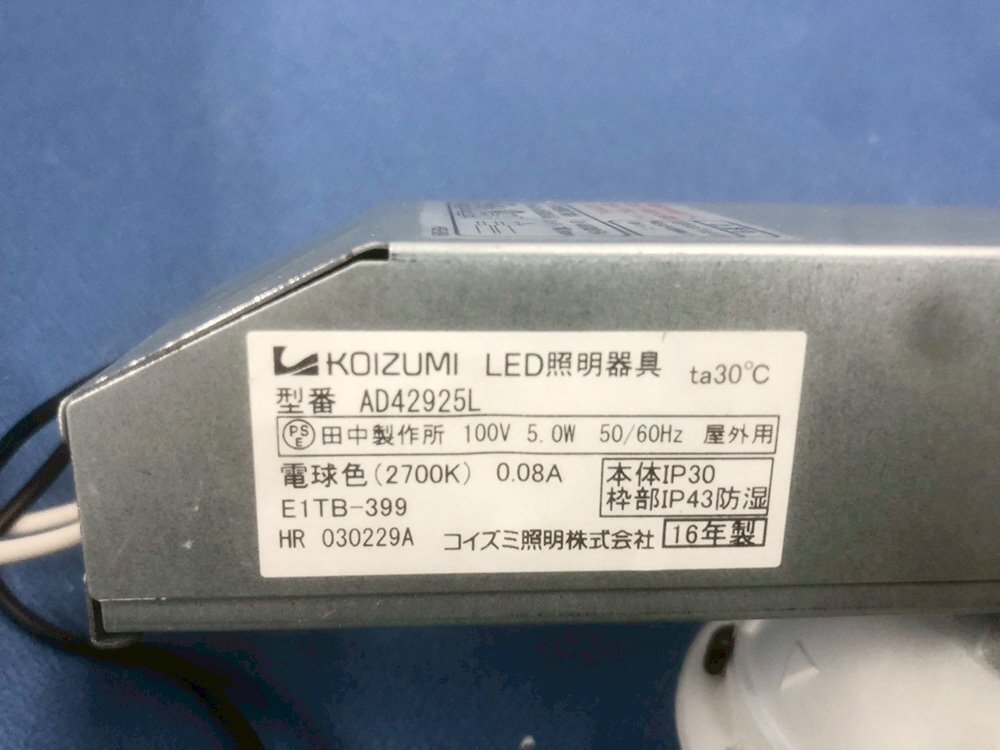 KOIZUMI LED照明器具 ta30℃
型番 AD42925L
PSE 田中製作所 100V 5.0W 50/60Hz 屋外用
電球色(2700K) 0.08A
本体IP30
枠部IP43防湿
E1TB-399
HR 030229A コイズミ照明株式会社 16年製